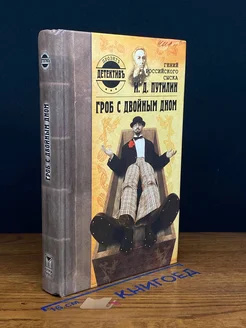 ДЕТЕКТИВЪ
ГЕНИЙ
РОССИЙСКОГО
СЫСКА
И. Д. ПУТИЛИН
ГРОБ С ДВОЙНЫМ ДНОМ
ГРОБ С ДВОЙНЫМ ДНОМ
КНИГОЕД